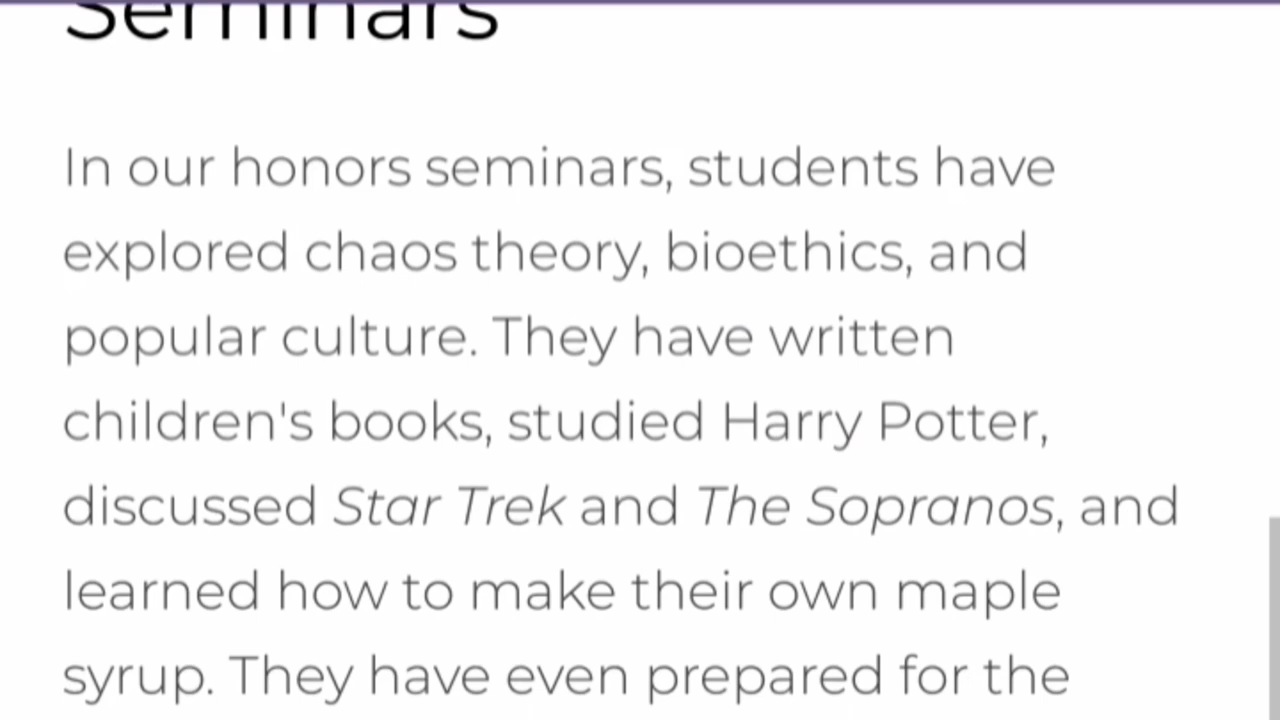 Seminars
In our honors seminars, students have
explored chaos theory, bioethics, and
popular culture. They have written
children's books, studied Harry Potter,
discussed Star Trek and The Sopranos, and
learned how to make their own maple
syrup. They have even prepared for the